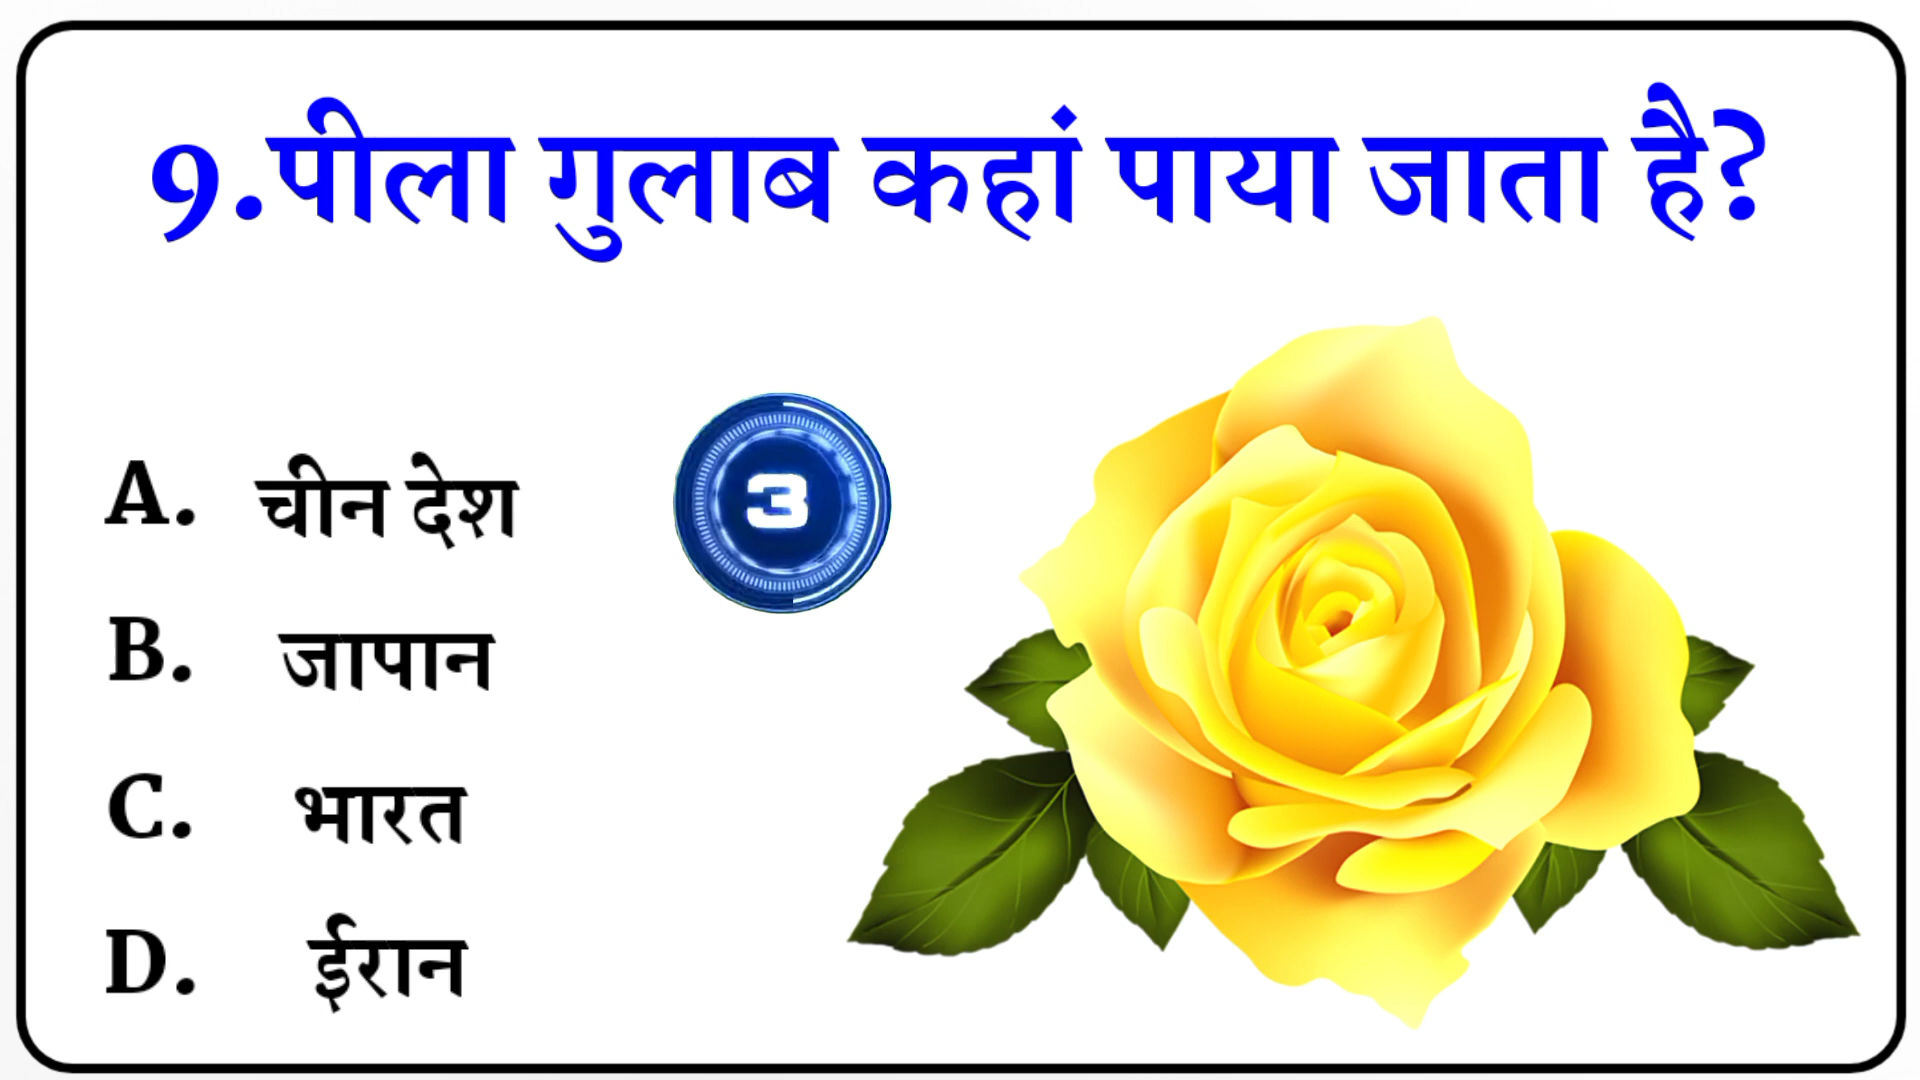 9.पीला गुलाब कहां पाया जाता है?
3
A. चीन देश
B. जापान
C. भारत
D. ईरान